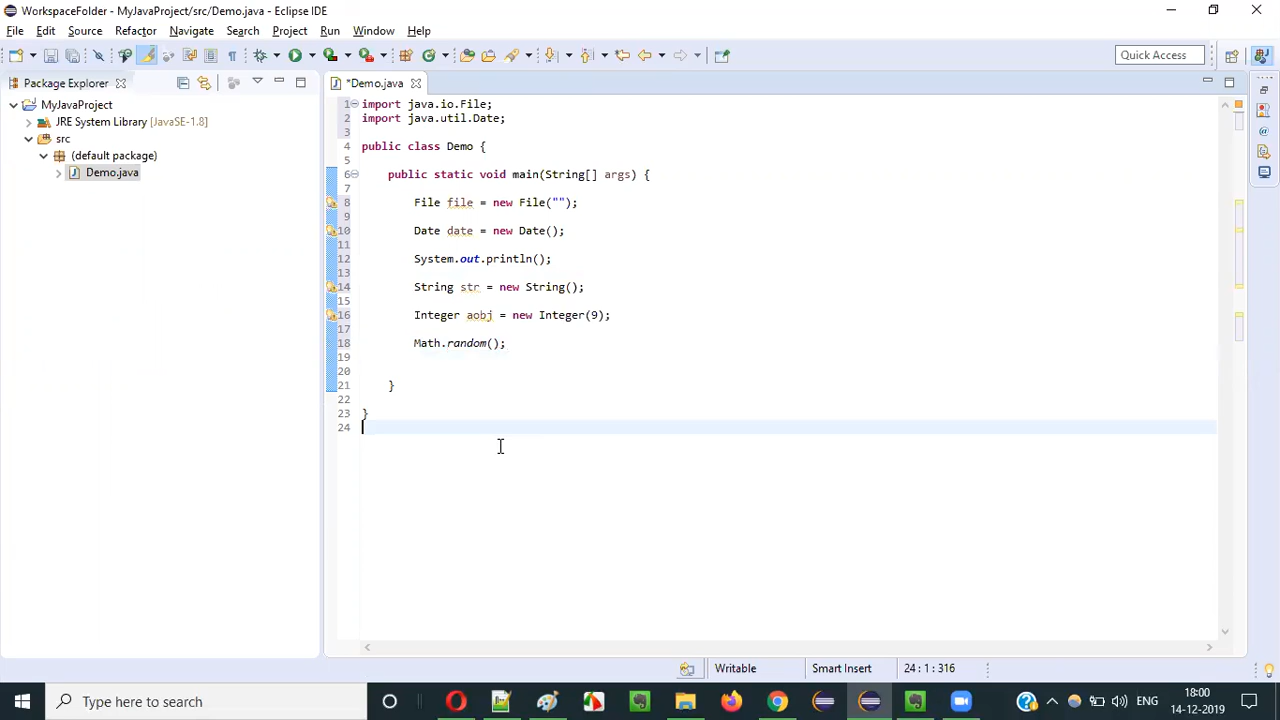 WorkspaceFolder - MyJavaProject/src/Demo.java - Eclipse IDE
File Edit Source Refactor Navigate Search Project Run Window Help
Quick Access
Package Explorer
MyJavaProject
JRE System Library [JavaSE-1.8]
src
(default package)
Demo.java
*Demo.java
1 import java.io.File;
2 import java.util.Date;
3
4 public class Demo {
5
6 public static void main(String[] args) {
7
8 File file = new File("");
9
10 Date date = new Date();
11
12 System.out.println();
13
14 String str = new String();
15
16 Integer aobj = new Integer(9);
17
18 Math.random();
19
20
21 }
22
23 }
24
Writable Smart Insert 24 : 1 : 316
Type here to search
ENG
18:00
14-12-2019